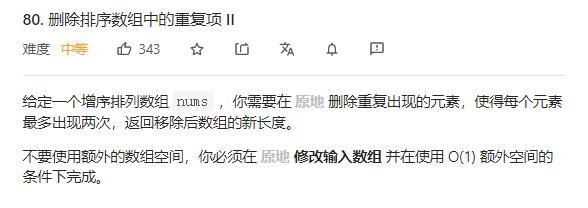 80. 删除排序数组中的重复项 II
难度 中等 343
给定一个增序排列数组 nums ，你需要在 原地 删除重复出现的元素，使得每个元素
最多出现两次，返回移除后数组的新长度。
不要使用额外的数组空间，你必须在 原地 修改输入数组 并在使用 O(1) 额外空间的
条件下完成。